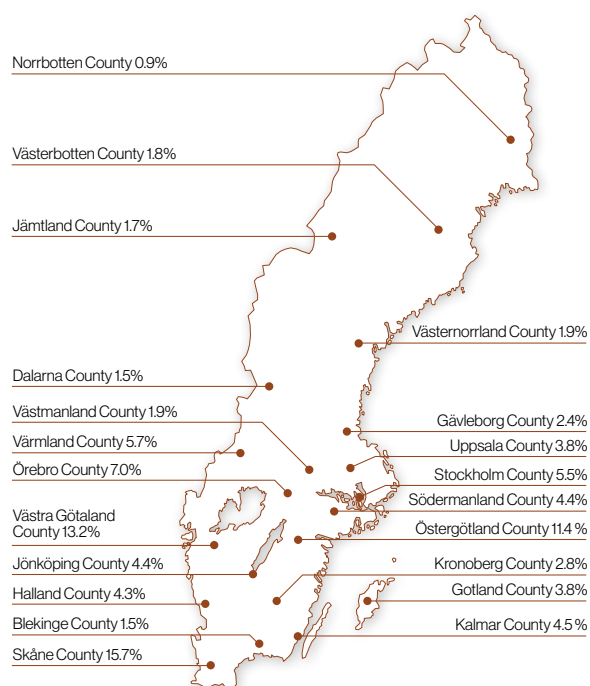 Norrbotten County 0.9%
Västerbotten County 1.8%
Jämtland County 1.7%
Västernorrland County 1.9%
Dalarna County 1.5%
Västmanland County 1.9%
Värmland County 5.7%
Örebro County 7.0%
Västra Götaland
County 13.2%
Jönköping County 4.4%
Halland County 4.3%
Blekinge County 1.5%
Skåne County 15.7%
Gävleborg County 2.4%
Uppsala County 3.8%
Stockholm County 5.5%
Södermanland County 4.4%
Östergötland County 11.4 %
Kronoberg County 2.8%
Gotland County 3.8%
Kalmar County 4.5 %